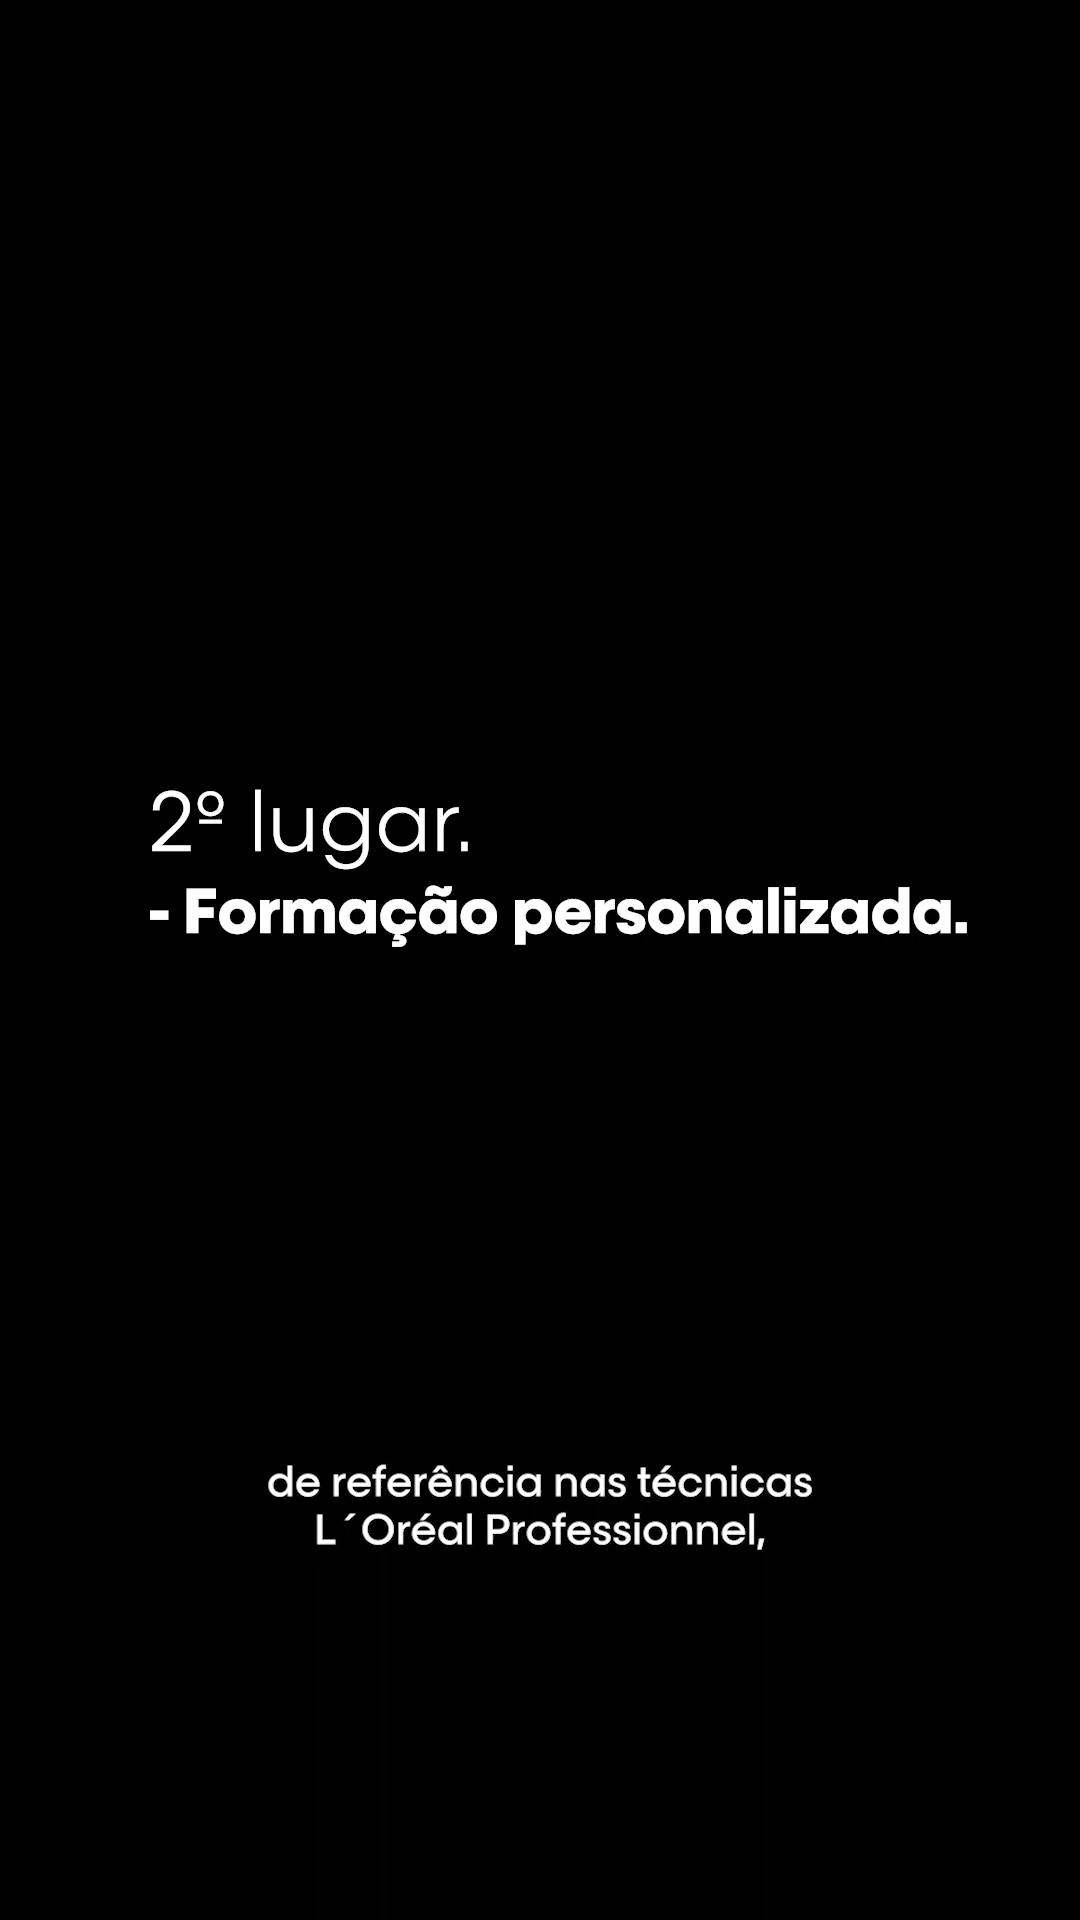 2º lugar.
- Formação personalizada.
de referência nas técnicas
L´Oréal Professionnel,